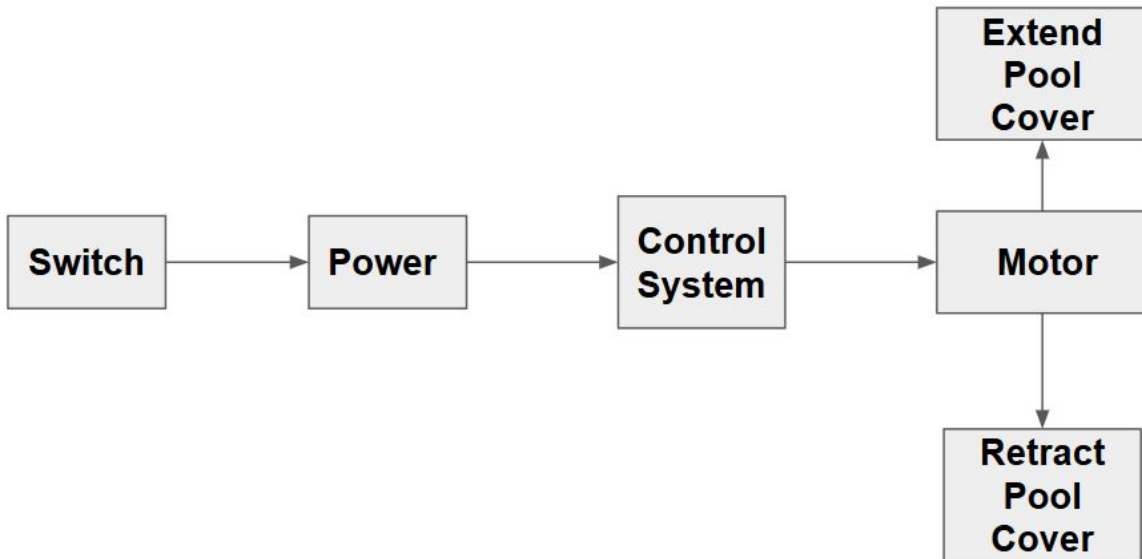 Extend
Pool
Cover
Switch
Power
Control
System
Motor
Retract
Pool
Cover